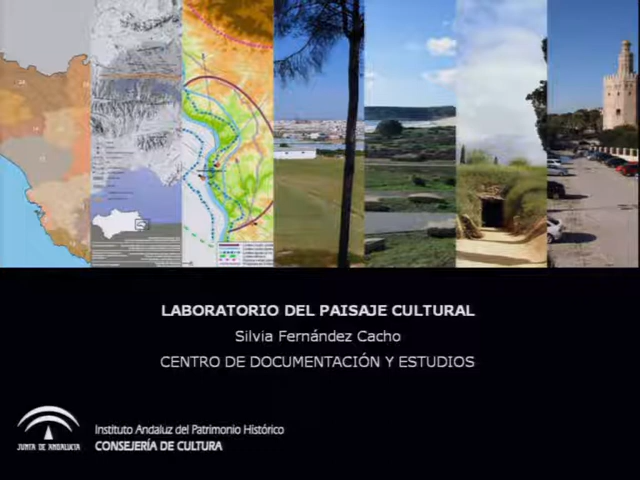 LABORATORIO DEL PAISAJE CULTURAL
Silvia Fernández Cacho
CENTRO DE DOCUMENTACIÓN Y ESTUDIOS
Instituto Andaluz del Patrimonio Histórico
JUNTA DE ANDALUCIA
CONSEJERÍA DE CULTURA